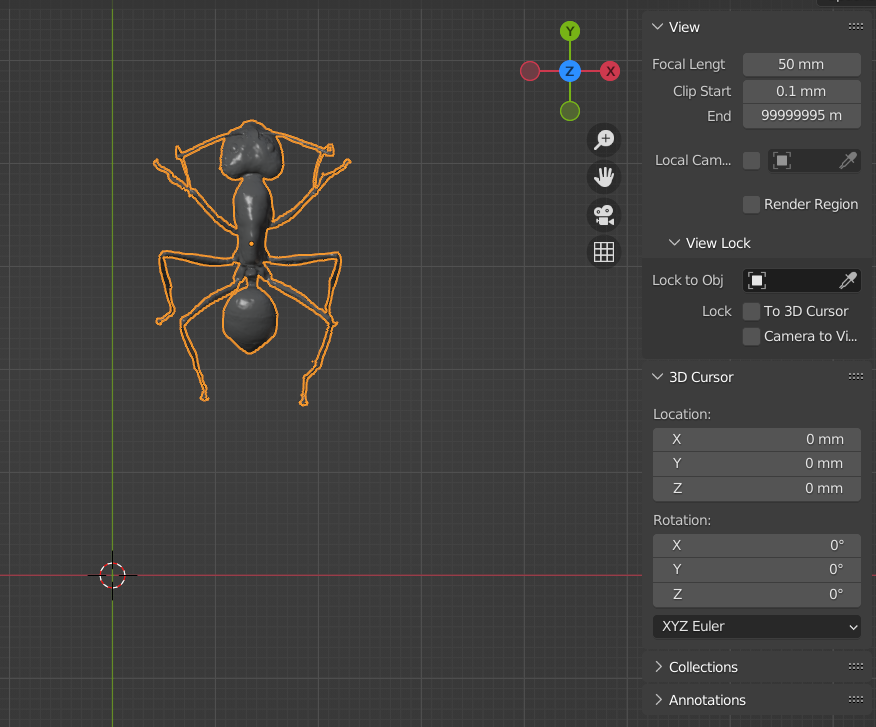 View
Y
Z
X
Focal Lengt 50 mm
Clip Start 0.1 mm
End 99999995 m
Local Cam...
Render Region
View Lock
Lock to Obj
Lock To 3D Cursor
Camera to Vi...
3D Cursor
Location:
X 0 mm
Y 0 mm
Z 0 mm
Rotation:
X 0°
Y 0°
Z 0°
XYZ Euler
Collections
Annotations